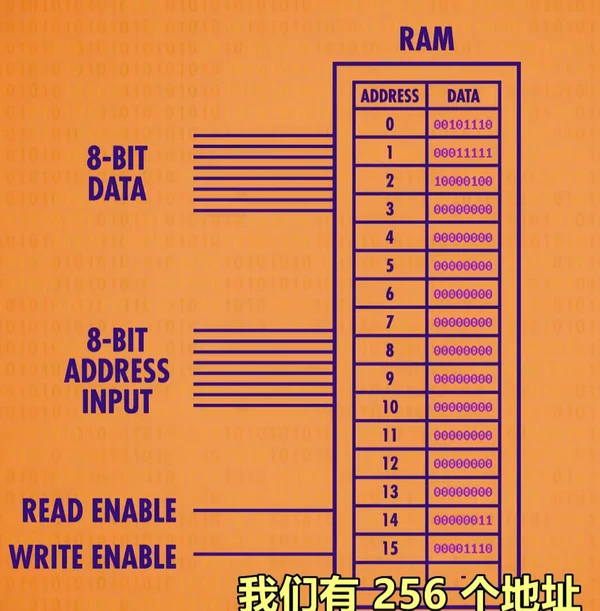 RAM
ADDRESS DATA
0 00101110
1 00011111
2 10000100
3 00000000
4 00000000
5 00000000
6 00000000
7 00000000
8 00000000
9 00000000
10 00000000
11 00000000
12 00000000
13 00000000
14 00000011
15 00001110
8-BIT
DATA
8-BIT
ADDRESS
INPUT
READ ENABLE
WRITE ENABLE
我们有 256 个地址